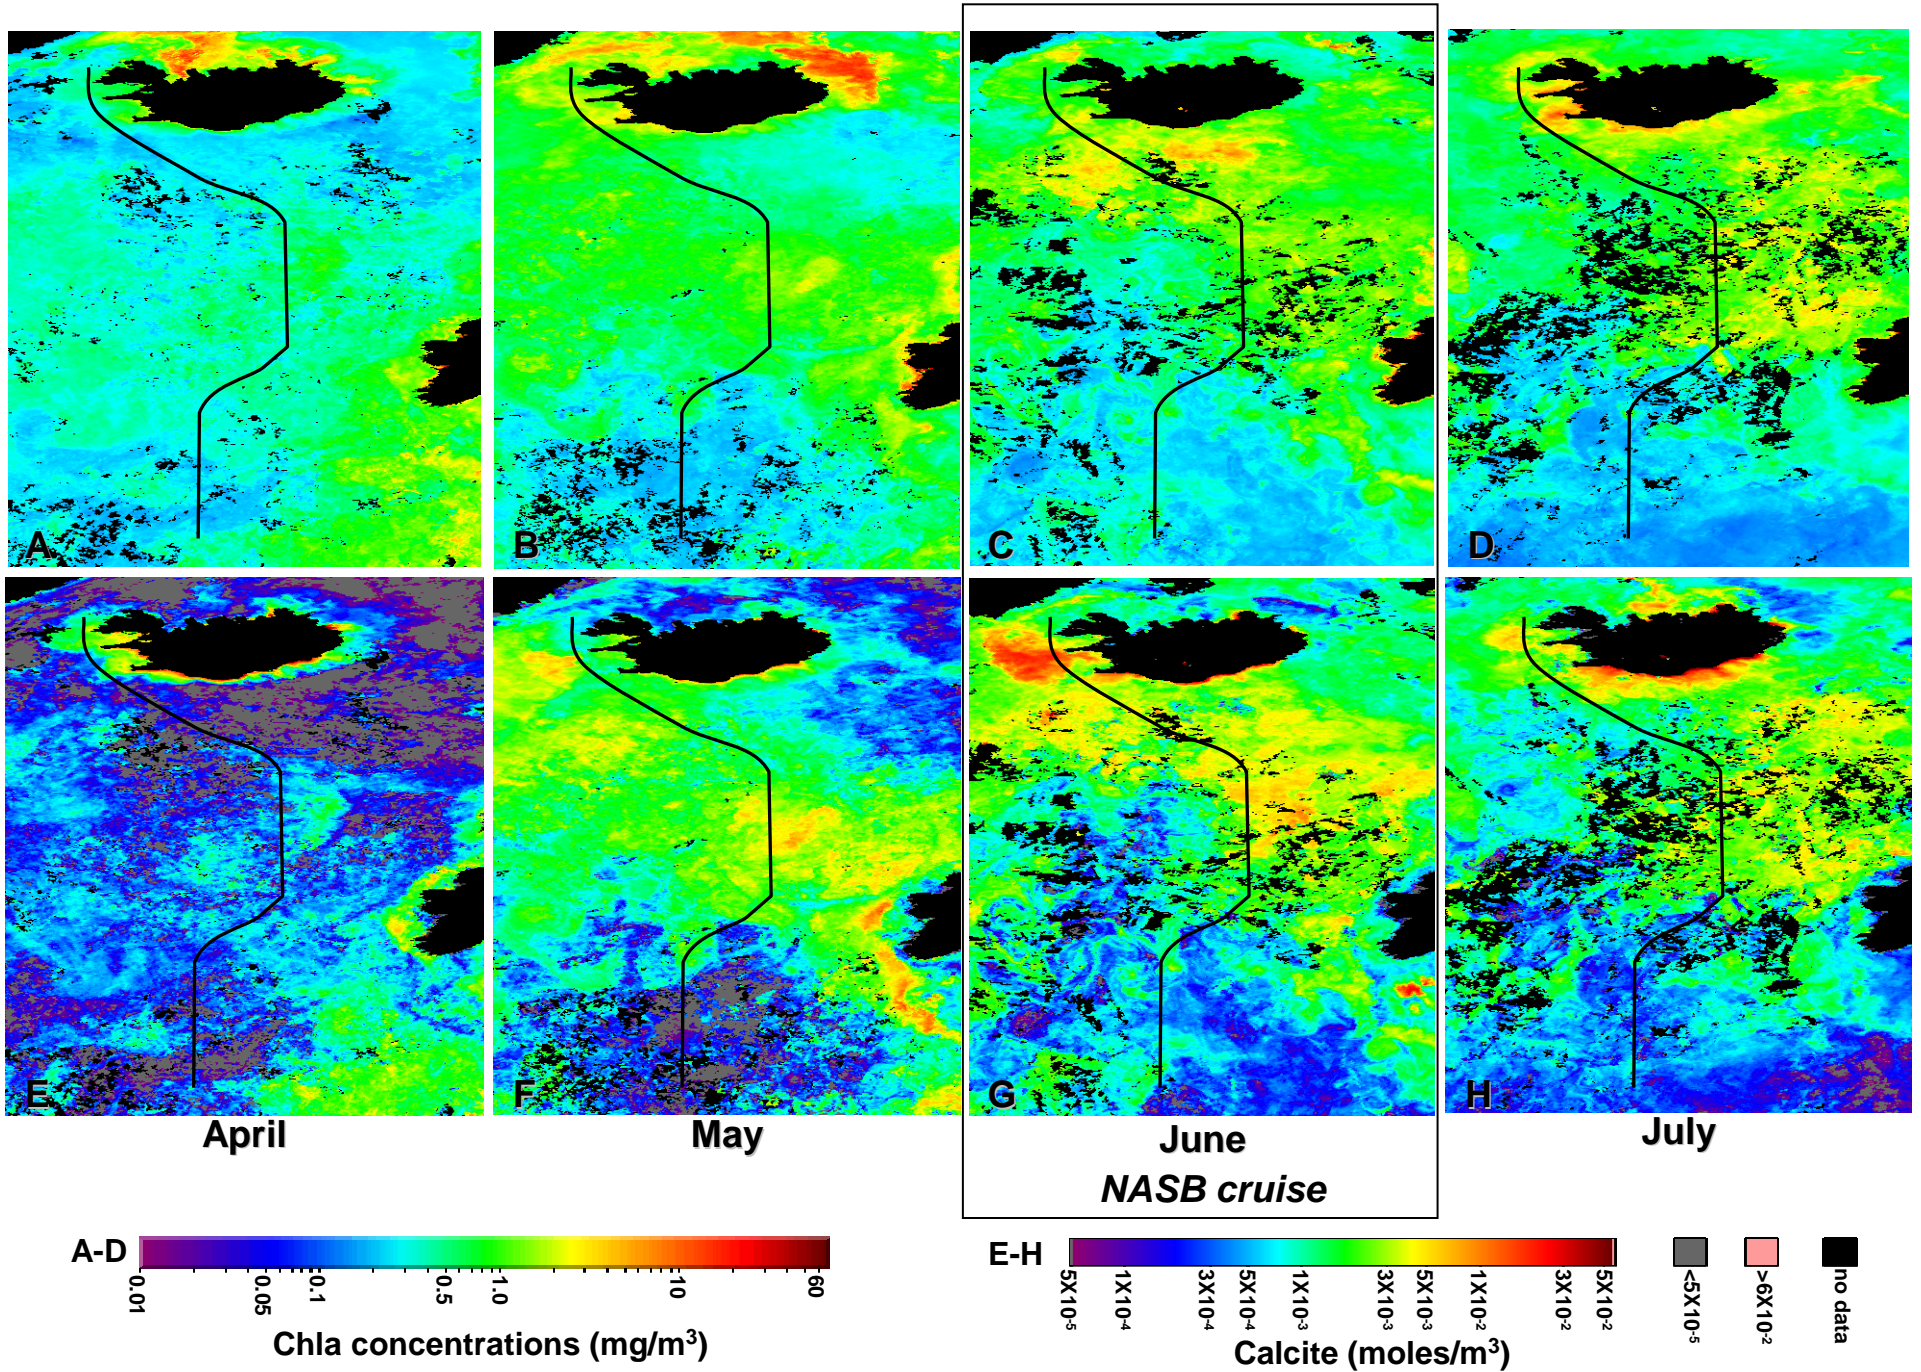 A
B
C
D
E
F
G
H
April
May
June
July
NASB cruise
A-D
0.01
0.05
0.1
0.5
1.0
10
60
Chla concentrations (mg/m³)
E-H
5X10⁻⁵
1X10⁻⁴
3X10⁻⁴
5X10⁻⁴
1X10⁻³
3X10⁻³
5X10⁻³
1X10⁻²
3X10⁻²
5X10⁻²
Calcite (moles/m³)
<5X10⁻⁵
>6X10⁻²
no data